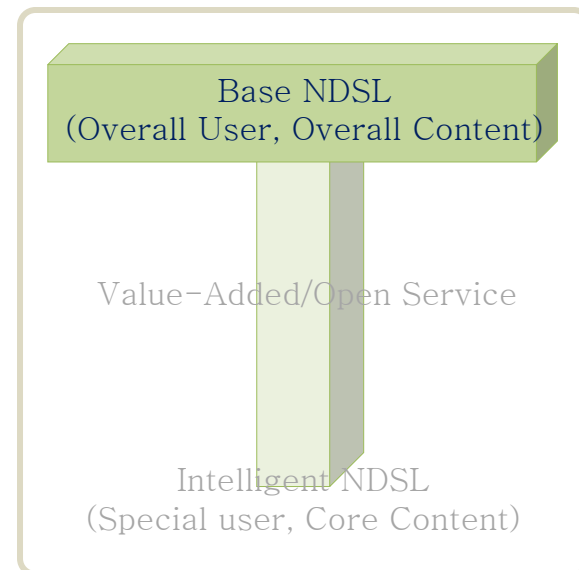 Base NDSL
(Overall User, Overall Content)
Value-Added/Open Service
Intelligent NDSL
(Special user, Core Content)